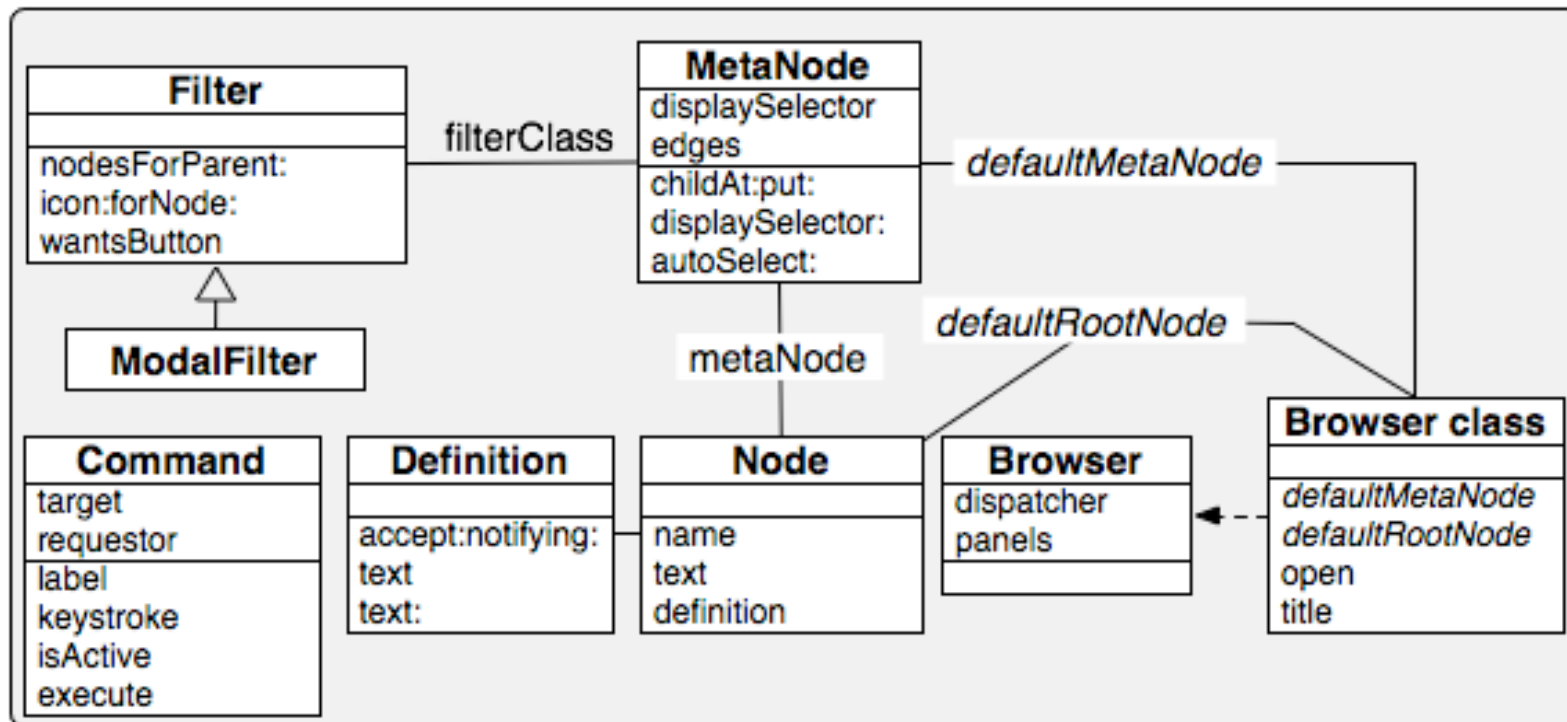 Filter
nodesForParent:
icon:forNode:
wantsButton
filterClass
MetaNode
displaySelector
edges
childAt:put:
displaySelector:
autoSelect:
defaultMetaNode
ModalFilter
metaNode
defaultRootNode
Command
target
requestor
label
keystroke
isActive
execute
Definition
accept:notifying:
text
text:
Node
name
text
definition
Browser
dispatcher
panels
Browser class
defaultMetaNode
defaultRootNode
open
title